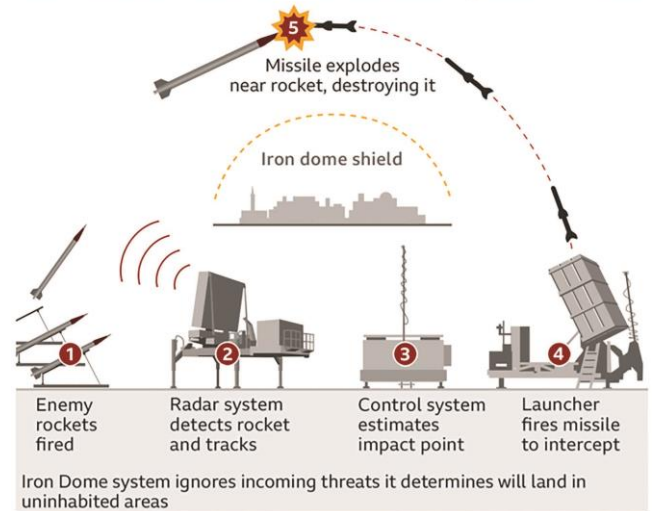 5
Missile explodes
near rocket, destroying it
Iron dome shield
1
2
3
4
Enemy
rockets
fired
Radar system
detects rocket
and tracks
Control system
estimates
impact point
Launcher
fires missile
to intercept
Iron Dome system ignores incoming threats it determines will land in
uninhabited areas